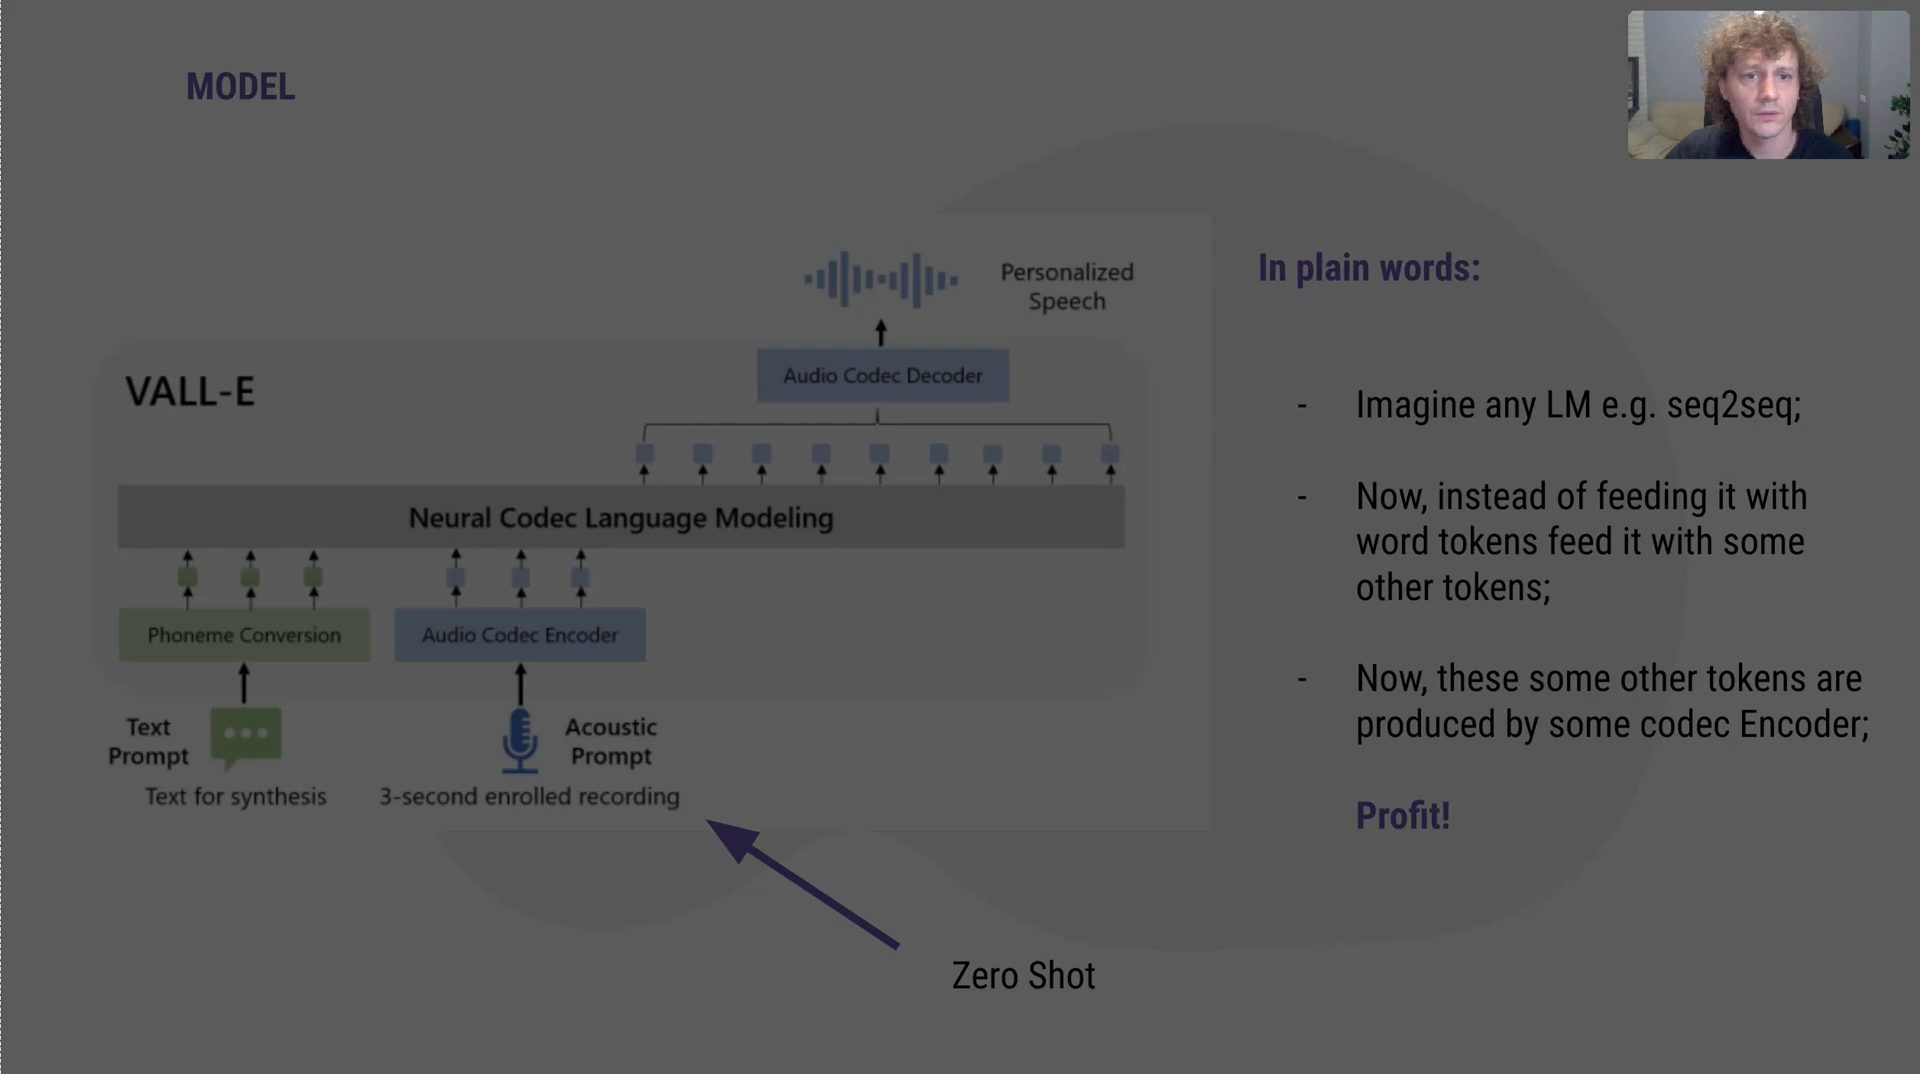 MODEL
Personalized
Speech
VALL-E
Audio Codec Decoder
Neural Codec Language Modeling
Phoneme Conversion
Audio Codec Encoder
Text
Prompt
Acoustic
Prompt
Text for synthesis
3-second enrolled recording
Zero Shot
In plain words:
- Imagine any LM e.g. seq2seq;
- Now, instead of feeding it with
word tokens feed it with some
other tokens;
- Now, these some other tokens are
produced by some codec Encoder;
Profit!